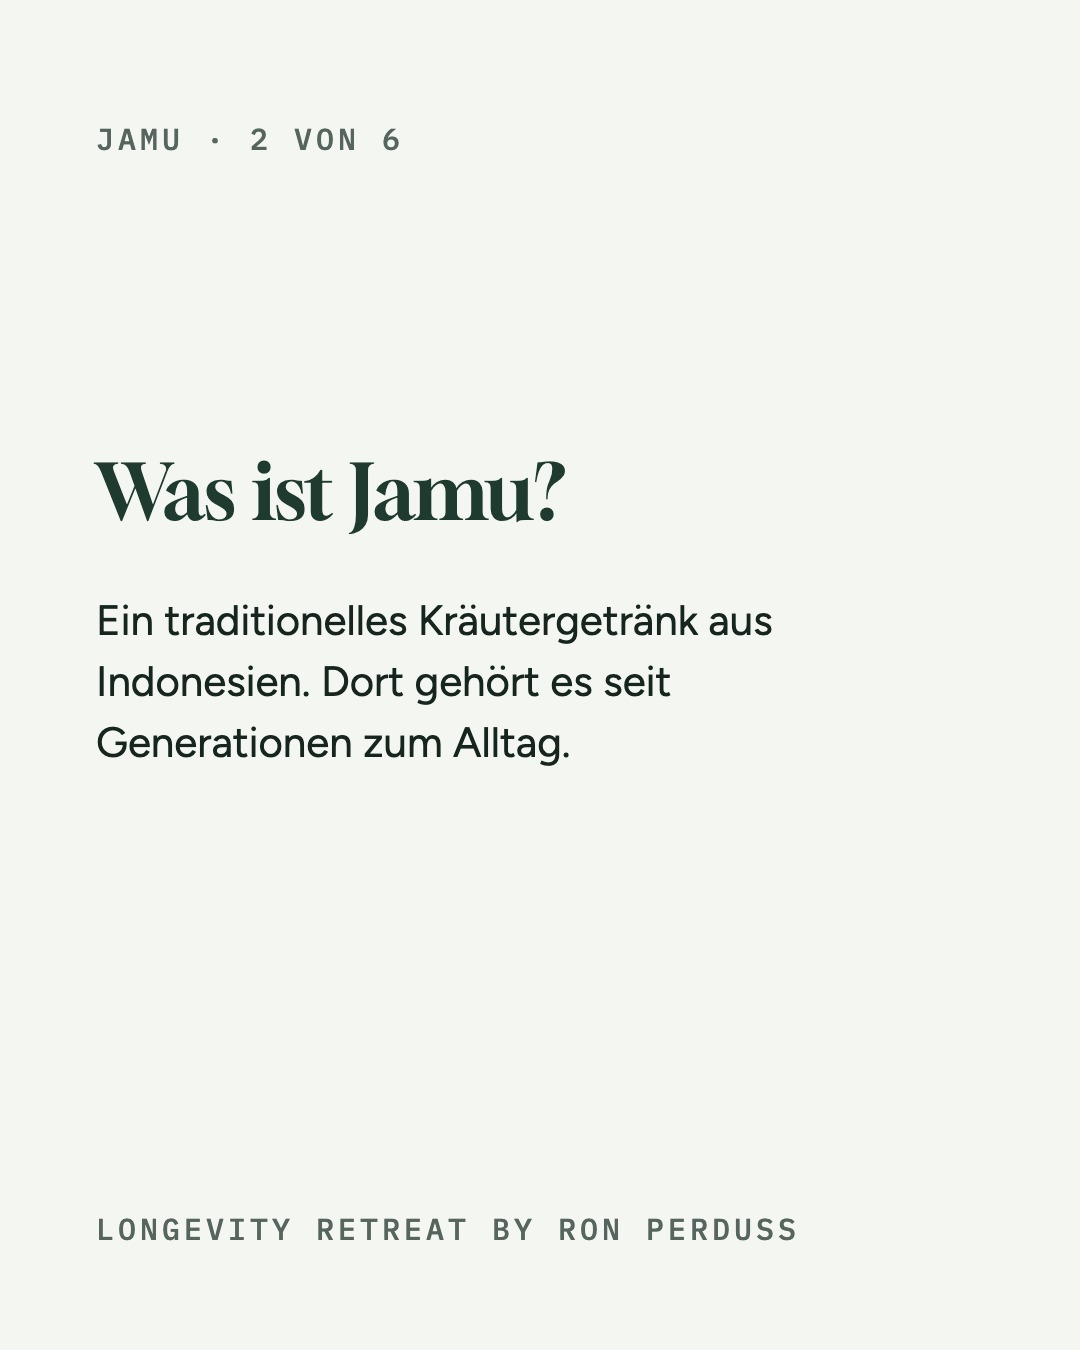 JAMU · 2 VON 6
Was ist Jamu?
Ein traditionelles Kräutergetränk aus
Indonesien. Dort gehört es seit
Generationen zum Alltag.
LONGEVITY RETREAT BY RON PERDUSS